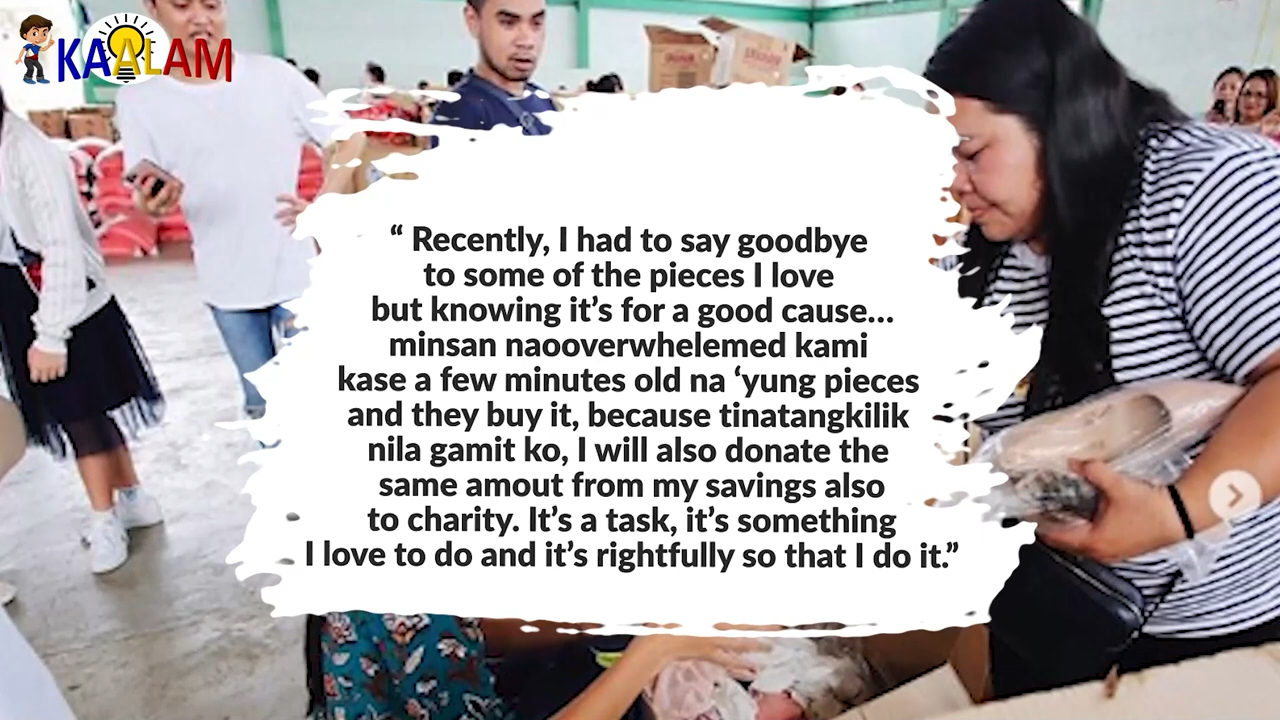 KAALAM
“ Recently, I had to say goodbye
to some of the pieces I love
but knowing it’s for a good cause...
minsan naooverwhelemed kami
kase a few minutes old na ‘yung pieces
and they buy it, because tinatangkilik
nila gamit ko, I will also donate the
same amout from my savings also
to charity. It’s a task, it’s something
I love to do and it’s rightfully so that I do it.”